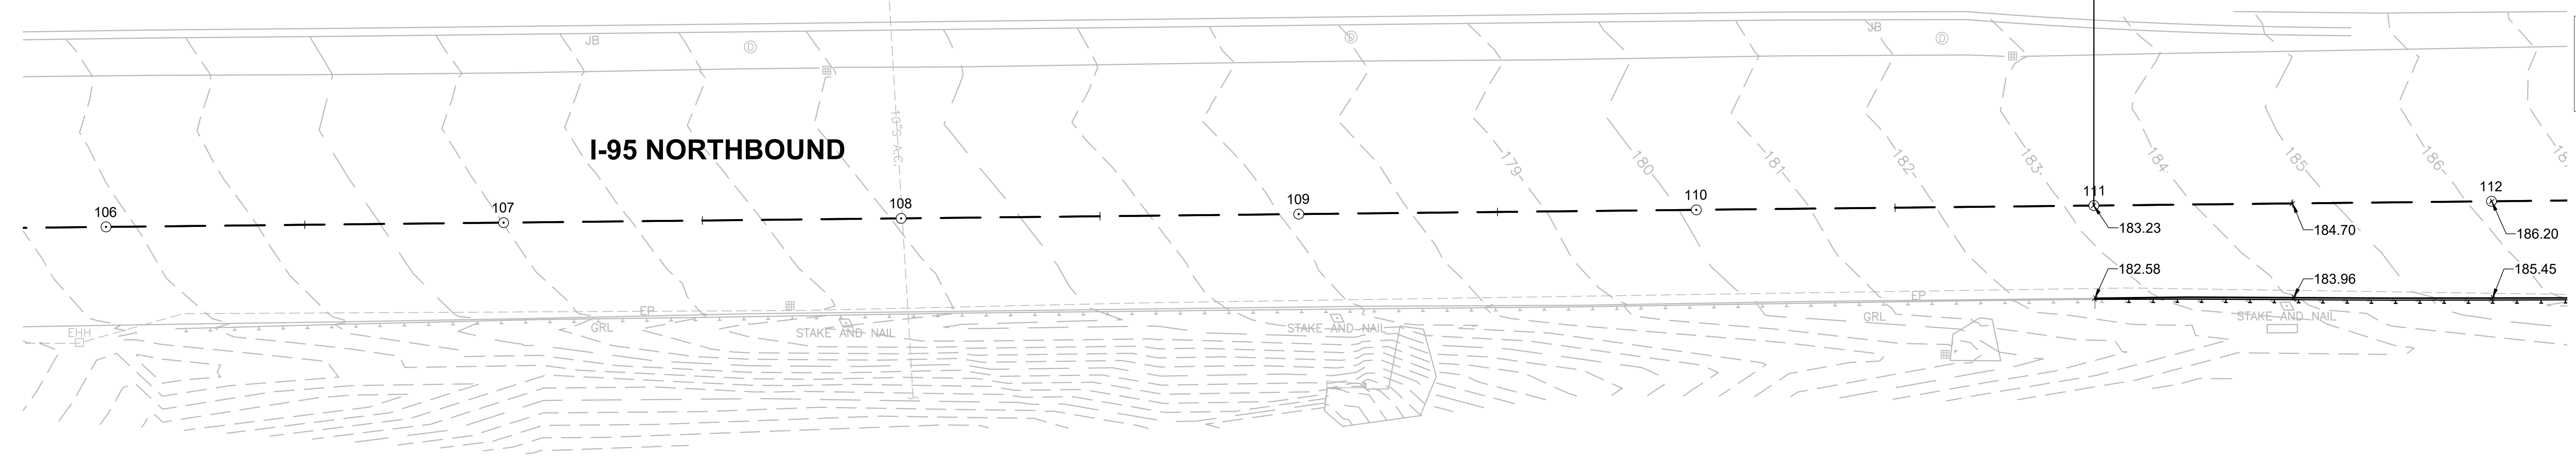 JB
D
D
JB
D
10"S-A.C.
I-95 NORTHBOUND
179
180
181
182
183
184
185
186
106
107
108
109
110
111
112
183.23
184.70
186.20
182.58
183.96
185.45
EP
EP
EHH
GRL
STAKE AND NAIL
STAKE AND NAIL
GRL
STAKE AND NAIL